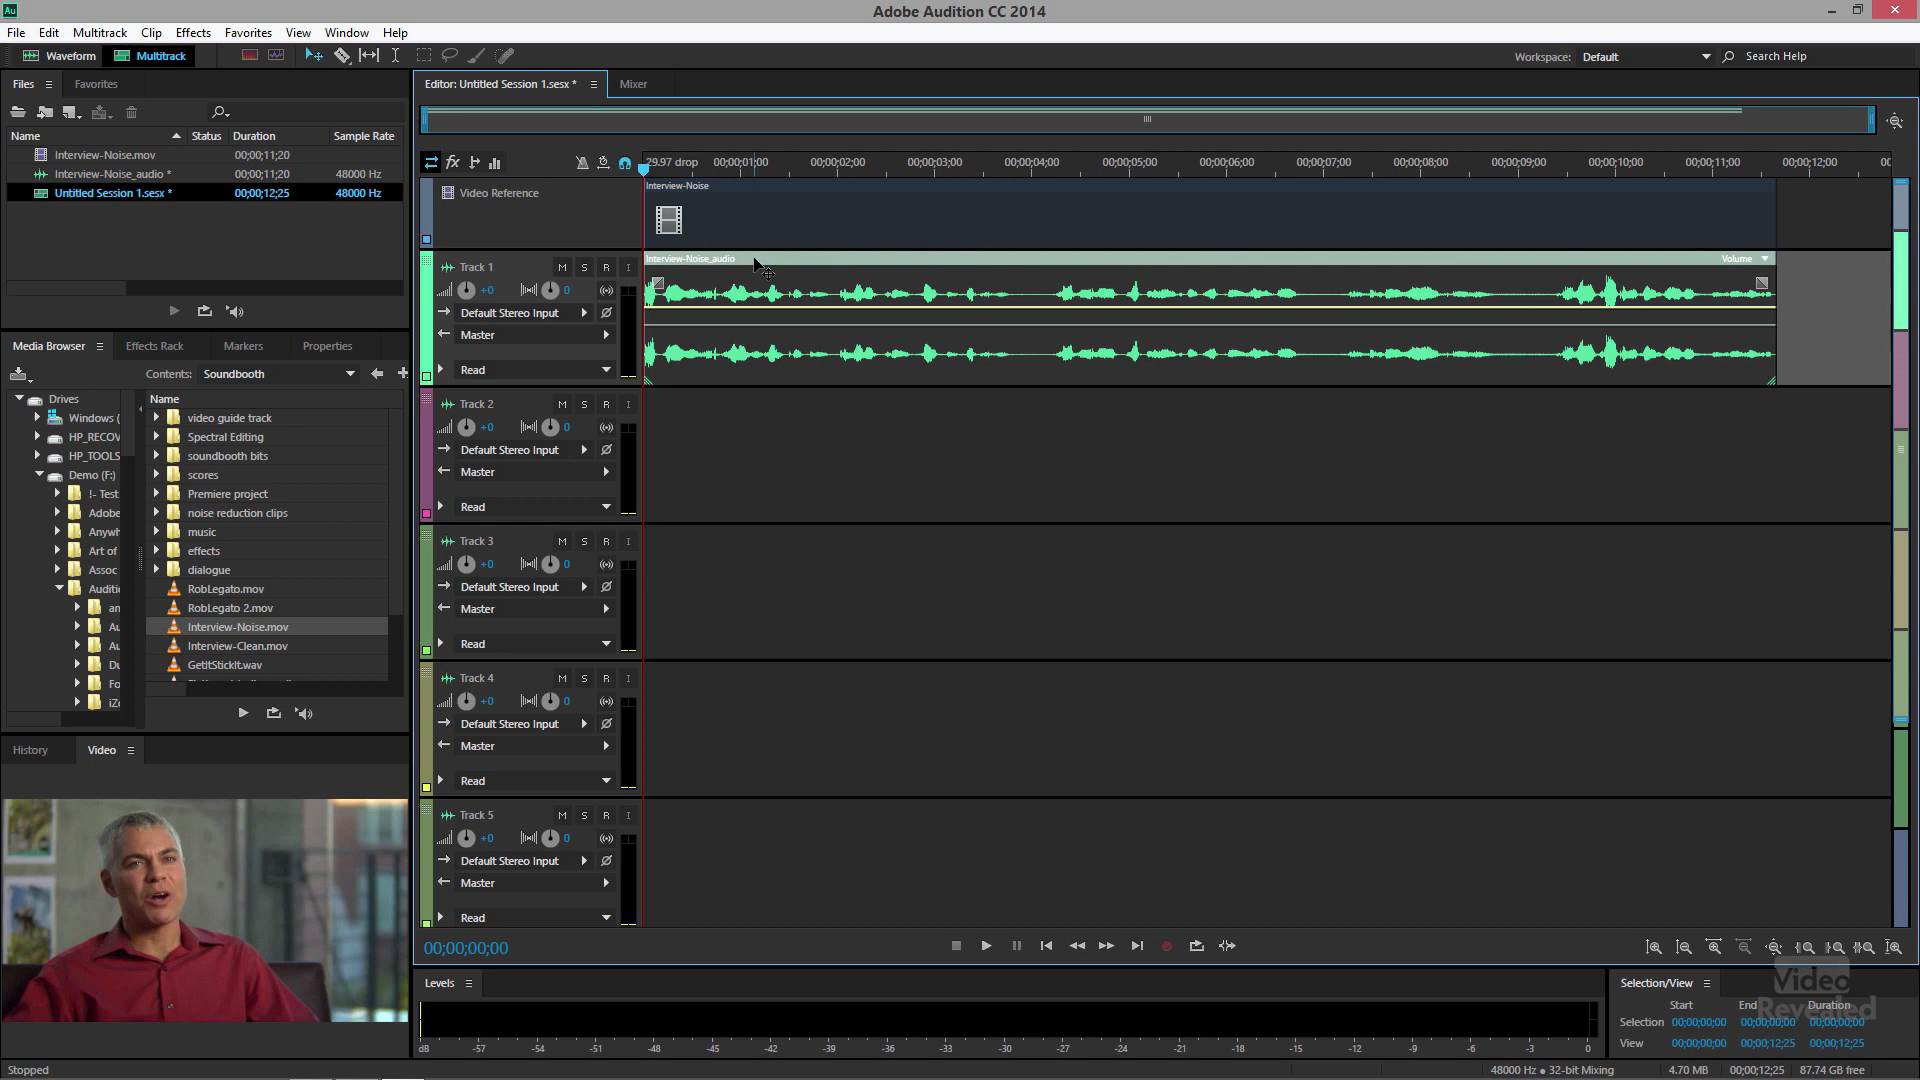 Au
Adobe Audition CC 2014
File Edit Multitrack Clip Effects Favorites View Window Help
Waveform Multitrack
Workspace: Default Search Help
Files Favorites
Name Status Duration Sample Rate
Interview-Noise.mov 00;00;11;20
Interview-Noise_audio * 00;00;11;20 48000 Hz
Untitled Session 1.sesx * 00;00;12;25 48000 Hz
Media Browser Effects Rack Markers Properties
Contents: Soundbooth
Drives
Windows (
HP_RECOV
HP_TOOLS
Demo (F:)
!- Test
Adobe
Anywh
Art of
Assoc
Auditic
an
Au
Au
Du
Fo
iZ
Name
video guide track
Spectral Editing
soundbooth bits
scores
Premiere project
noise reduction clips
music
effects
dialogue
RobLegato.mov
RobLegato 2.mov
Interview-Noise.mov
Interview-Clean.mov
GetItStickIt.wav
History Video
Editor: Untitled Session 1.sesx * Mixer
fx 29.97 drop 00;00;01;00 00;00;02;00 00;00;03;00 00;00;04;00 00;00;05;00 00;00;06;00 00;00;07;00 00;00;08;00 00;00;09;00 00;00;10;00 00;00;11;00 00;00;12;00 00
Video Reference
Interview-Noise
Track 1 M S R I
+0 0
Default Stereo Input
Master
Read
Interview-Noise_audio Volume
Track 2 M S R I
+0 0
Default Stereo Input
Master
Read
Track 3 M S R I
+0 0
Default Stereo Input
Master
Read
Track 4 M S R I
+0 0
Default Stereo Input
Master
Read
Track 5 M S R I
+0 0
Default Stereo Input
Master
Read
00;00;00;00
Levels
dB -57 -54 -51 -48 -45 -42 -39 -36 -33 -30 -27 -24 -21 -18 -15 -12 -9 -6 -3 0
Selection/View
Start End Duration
Selection 00;00;00;00 00;00;00;00 00;00;00;00
View 00;00;00;00 00;00;12;25 00;00;12;25
Video
Revealed
Stopped
48000 Hz ● 32-bit Mixing 4.70 MB 00;00;12;25 87.74 GB free